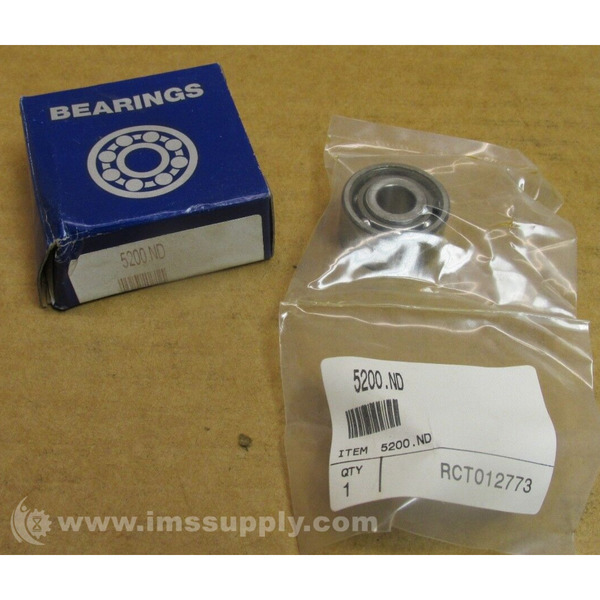 BEARINGS
5200.ND
5200.ND
ITEM 5200.ND
QTY
1
RCT012773
www.imssupply.com